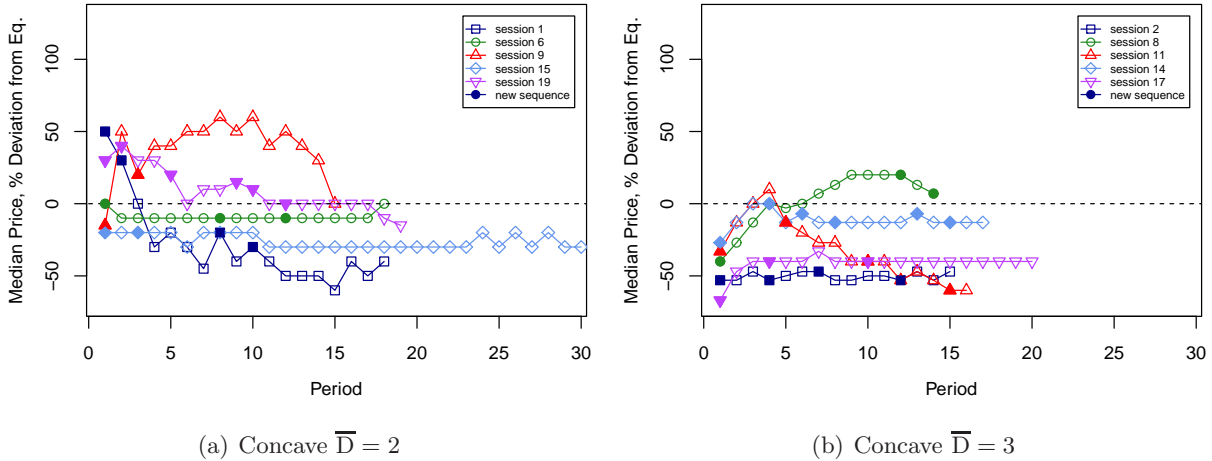 Median Price, % Deviation from Eq.
100
50
0
−50
0 5 10 15 20 25 30
Period
session 1
session 6
session 9
session 15
session 19
new sequence
(a) Concave D̅ = 2
Median Price, % Deviation from Eq.
100
50
0
−50
0 5 10 15 20 25 30
Period
session 2
session 8
session 11
session 14
session 17
new sequence
(b) Concave D̅ = 3